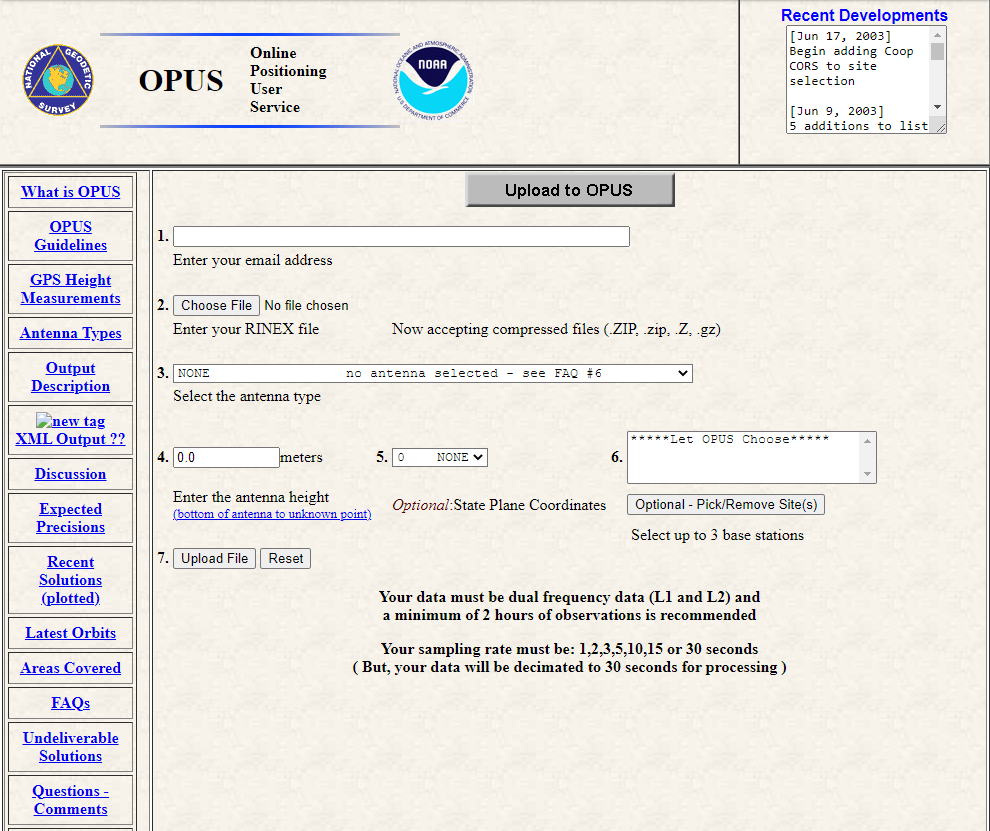 NATIONAL GEODETIC SURVEY
OPUS
Online
Positioning
User
Service
NATIONAL OCEANIC AND ATMOSPHERIC ADMINISTRATION
NOAA
U.S. DEPARTMENT OF COMMERCE
Recent Developments
[Jun 17, 2003]
Begin adding Coop
CORS to site
selection
[Jun 9, 2003]
5 additions to list
What is OPUS
OPUS
Guidelines
GPS Height
Measurements
Antenna Types
Output
Description
new tag
XML Output ??
Discussion
Expected
Precisions
Recent
Solutions
(plotted)
Latest Orbits
Areas Covered
FAQs
Undeliverable
Solutions
Questions -
Comments
Upload to OPUS
1.
Enter your email address
2. Choose File No file chosen
Enter your RINEX file Now accepting compressed files (.ZIP, .zip, .Z, .gz)
3. NONE no antenna selected - see FAQ #6
Select the antenna type
4. 0.0 meters 5. 0 NONE 6. *****Let OPUS Choose*****
Enter the antenna height
(bottom of antenna to unknown point)
Optional:State Plane Coordinates
Optional - Pick/Remove Site(s)
Select up to 3 base stations
7. Upload File Reset
Your data must be dual frequency data (L1 and L2) and
a minimum of 2 hours of observations is recommended
Your sampling rate must be: 1,2,3,5,10,15 or 30 seconds
( But, your data will be decimated to 30 seconds for processing )